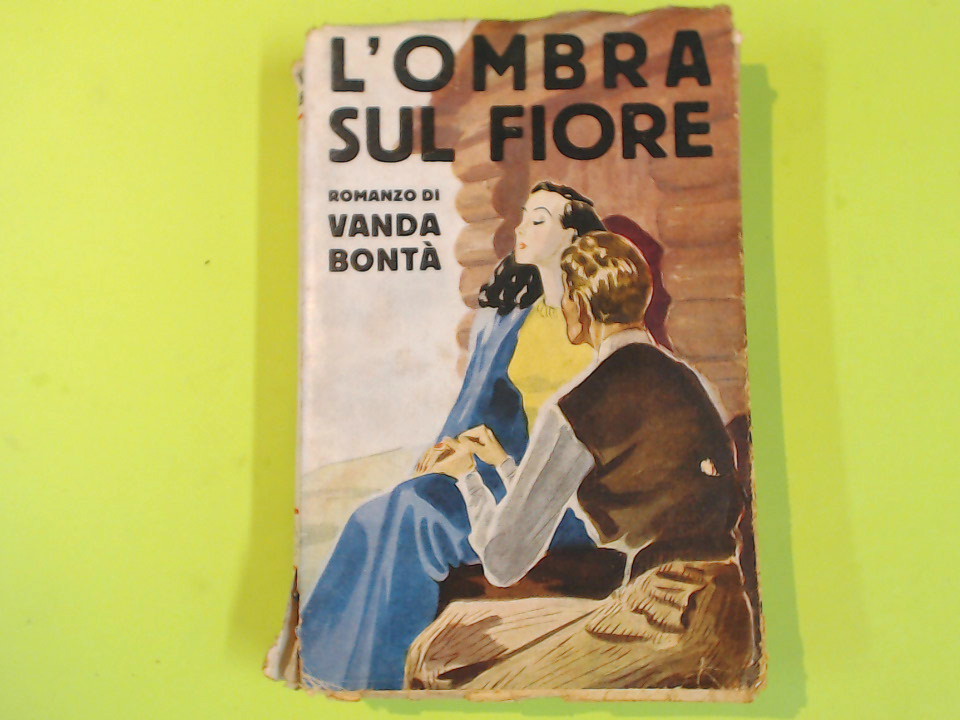 L'OMBRA
SUL FIORE
ROMANZO DI
VANDA
BONTÀ